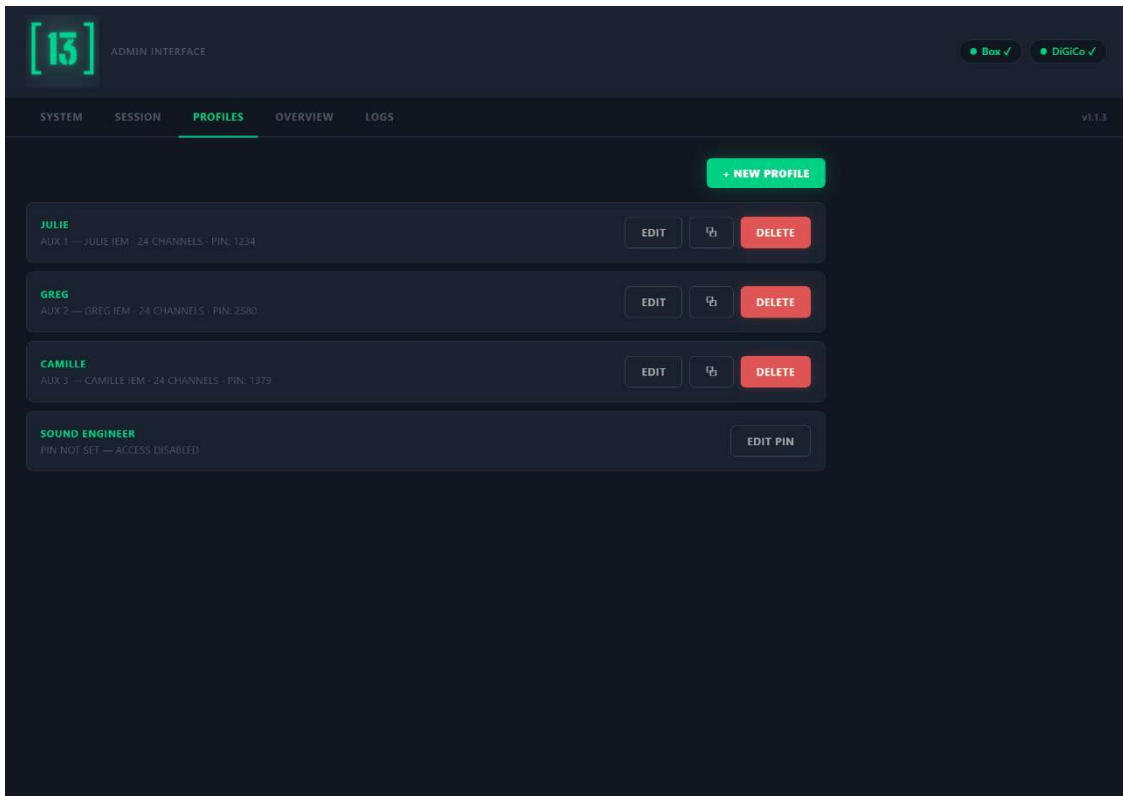 [13]
ADMIN INTERFACE
Box ✓
DiGiCo ✓
SYSTEM
SESSION
PROFILES
OVERVIEW
LOGS
v1.1.3
+ NEW PROFILE
JULIE
AUX 1 — JULIE IEM · 24 CHANNELS · PIN: 1234
EDIT
DELETE
GREG
AUX 2 — GREG IEM · 24 CHANNELS · PIN: 2580
EDIT
DELETE
CAMILLE
AUX 3 — CAMILLE IEM · 24 CHANNELS · PIN: 1379
EDIT
DELETE
SOUND ENGINEER
PIN NOT SET — ACCESS DISABLED
EDIT PIN